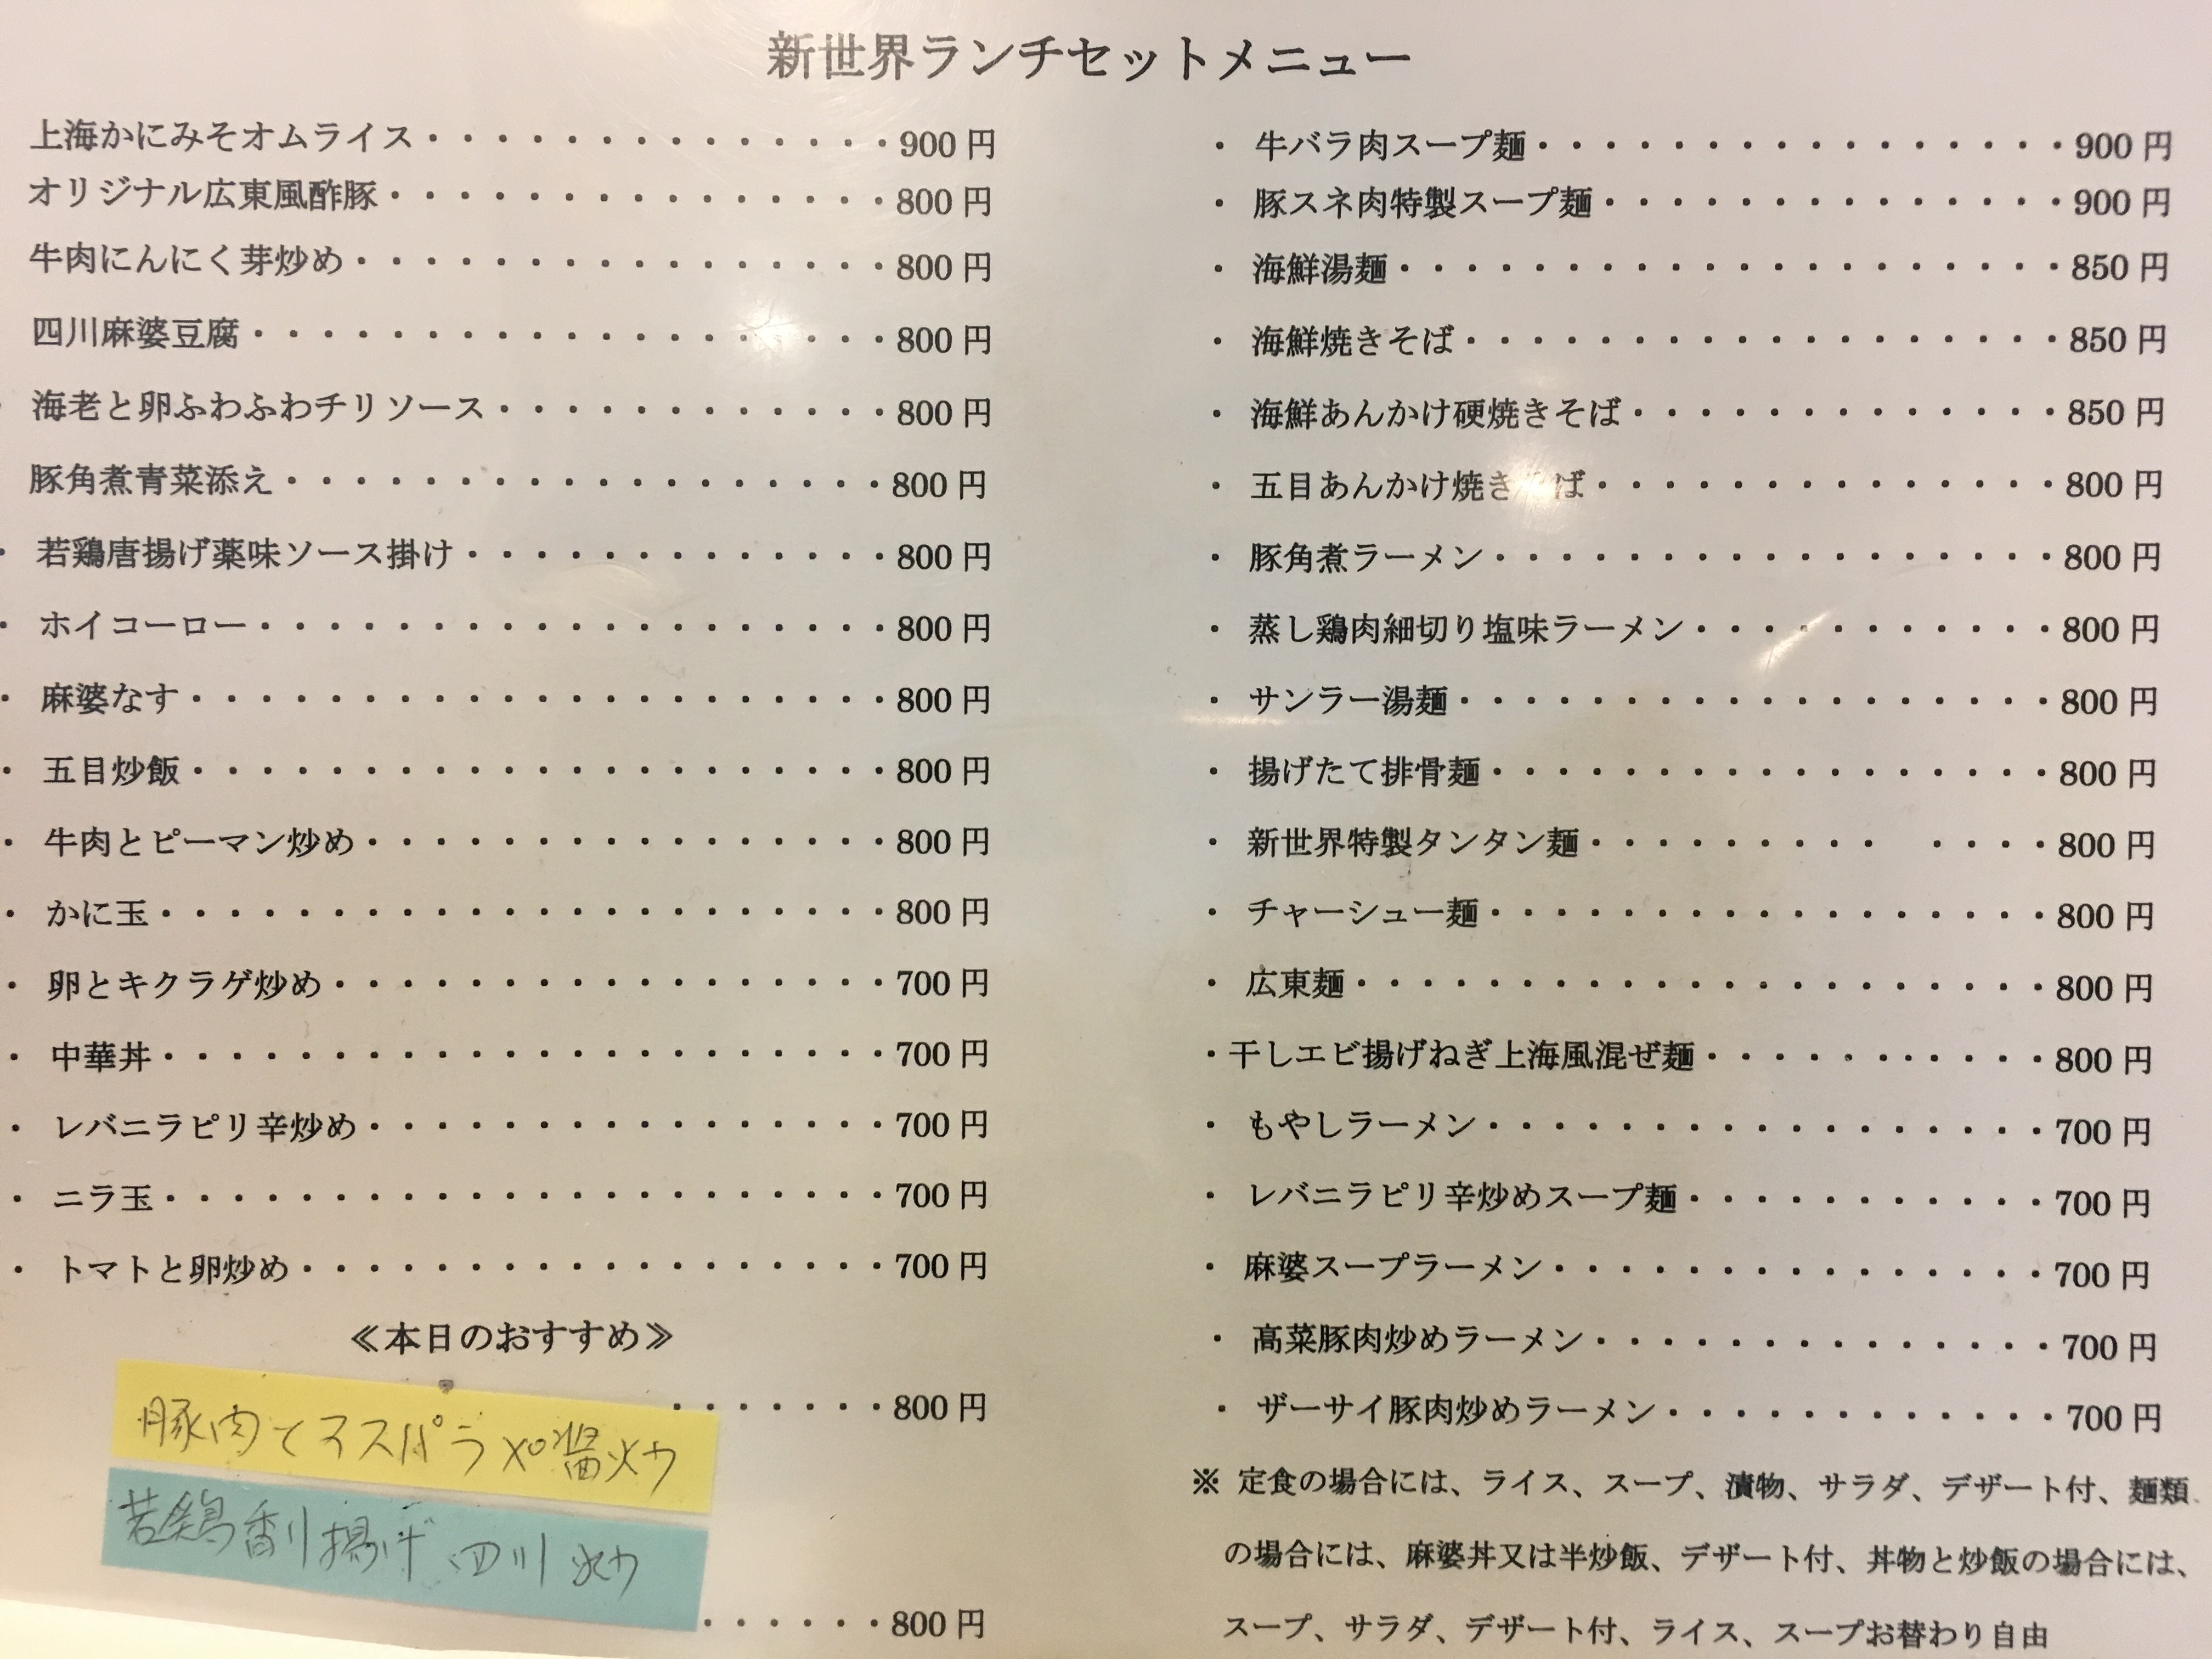 新世界ランチセットメニュー
上海かにみそオムライス・・・・・・・・・・・・・・900円
オリジナル広東風酢豚・・・・・・・・・・・・・・・800円
牛肉にんにく芽炒め・・・・・・・・・・・・・・・・800円
四川麻婆豆腐・・・・・・・・・・・・・・・・・・・800円
・海老と卵ふわふわチリソース・・・・・・・・・・・・800円
豚角煮青菜添え・・・・・・・・・・・・・・・・・・800円
・若鶏唐揚げ薬味ソース掛け・・・・・・・・・・・・・800円
・ホイコーロー・・・・・・・・・・・・・・・・・・・800円
・麻婆なす・・・・・・・・・・・・・・・・・・・・・800円
・五目炒飯・・・・・・・・・・・・・・・・・・・・・800円
・牛肉とピーマン炒め・・・・・・・・・・・・・・・・800円
・かに玉・・・・・・・・・・・・・・・・・・・・・・800円
・卵とキクラゲ炒め・・・・・・・・・・・・・・・・・700円
・中華丼・・・・・・・・・・・・・・・・・・・・・・700円
・レバニラピリ辛炒め・・・・・・・・・・・・・・・・700円
・ニラ玉・・・・・・・・・・・・・・・・・・・・・・700円
・トマトと卵炒め・・・・・・・・・・・・・・・・・・700円
≪本日のおすすめ≫
豚肉とアスパラ 醤炒・・・・・・・800円
若鶏香り揚げ四川炒
・・・・・・800円
・牛バラ肉スープ麺・・・・・・・・・・・・・・・・900円
・豚スネ肉特製スープ麺・・・・・・・・・・・・・・900円
・海鮮湯麺・・・・・・・・・・・・・・・・・・・・850円
・海鮮焼きそば・・・・・・・・・・・・・・・・・・850円
・海鮮あんかけ硬焼きそば・・・・・・・・・・・・・850円
・五目あんかけ焼きそば・・・・・・・・・・・・・・800円
・豚角煮ラーメン・・・・・・・・・・・・・・・・・800円
・蒸し鶏肉細切り塩味ラーメン・・・・・・・・・・・800円
・サンラー湯麺・・・・・・・・・・・・・・・・・・800円
・揚げたて排骨麺・・・・・・・・・・・・・・・・・800円
・新世界特製タンタン麺・・・・・・・・・ ・・・・800円
・チャーシュー麺・・・・・・・・・・・・・・・・・800円
・広東麺・・・・・・・・・・・・・・・・・・・・・800円
・干しエビ揚げねぎ上海風混ぜ麺・・・・・・・・・・・800円
・もやしラーメン・・・・・・・・・・・・・・・・・700円
・レバニラピリ辛炒めスープ麺・・・・・・・・・・・700円
・麻婆スープラーメン・・・・・・・・・・・・・・・700円
・高菜豚肉炒めラーメン・・・・・・・・・・・・・・700円
・ザーサイ豚肉炒めラーメン・・・・・・・・・・・・700円
※ 定食の場合には、ライス、スープ、漬物、サラダ、デザート付、麺類
の場合には、麻婆丼又は半炒飯、デザート付、丼物と炒飯の場合には、
スープ、サラダ、デザート付、ライス、スープお替わり自由